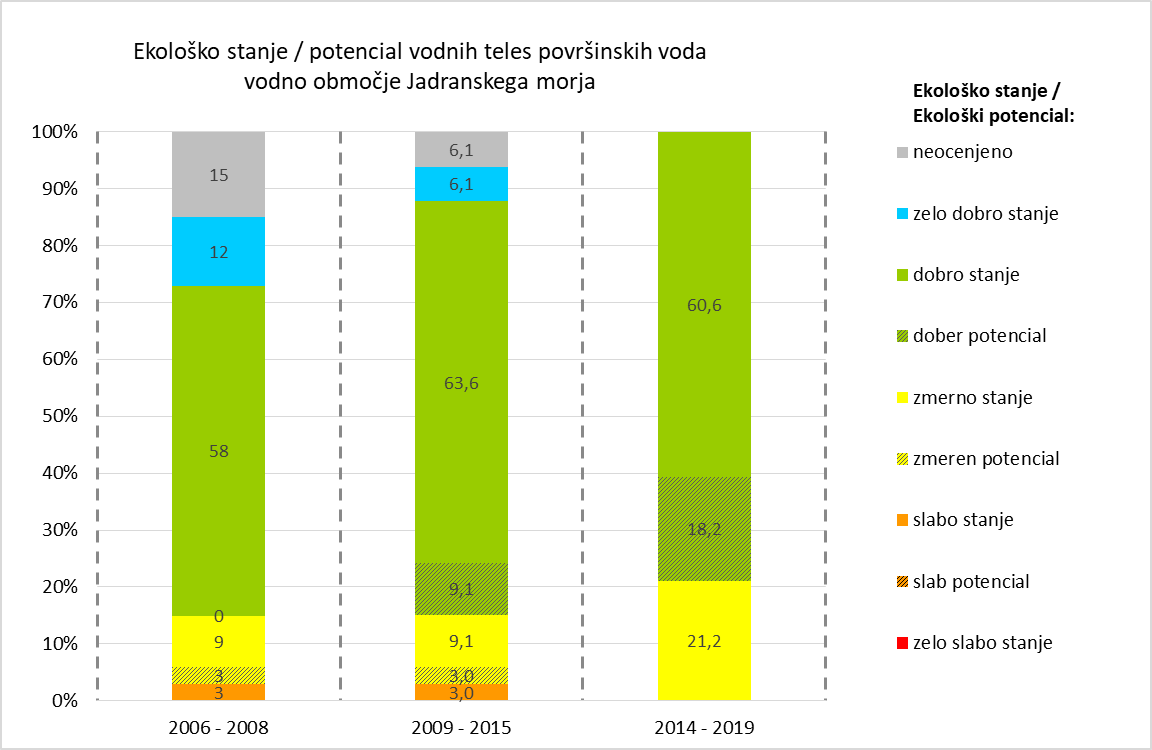 Ekološko stanje / potencial vodnih teles površinskih voda
vodno območje Jadranskega morja
Ekološko stanje /
Ekološki potencial:
neocenjeno
zelo dobro stanje
dobro stanje
dober potencial
zmerno stanje
zmeren potencial
slabo stanje
slab potencial
zelo slabo stanje
100%
90%
80%
70%
60%
50%
40%
30%
20%
10%
0%
15
12
58
0
9
3
3
6,1
6,1
63,6
9,1
9,1
3,0
3,0
60,6
18,2
21,2
2006 - 2008
2009 - 2015
2014 - 2019